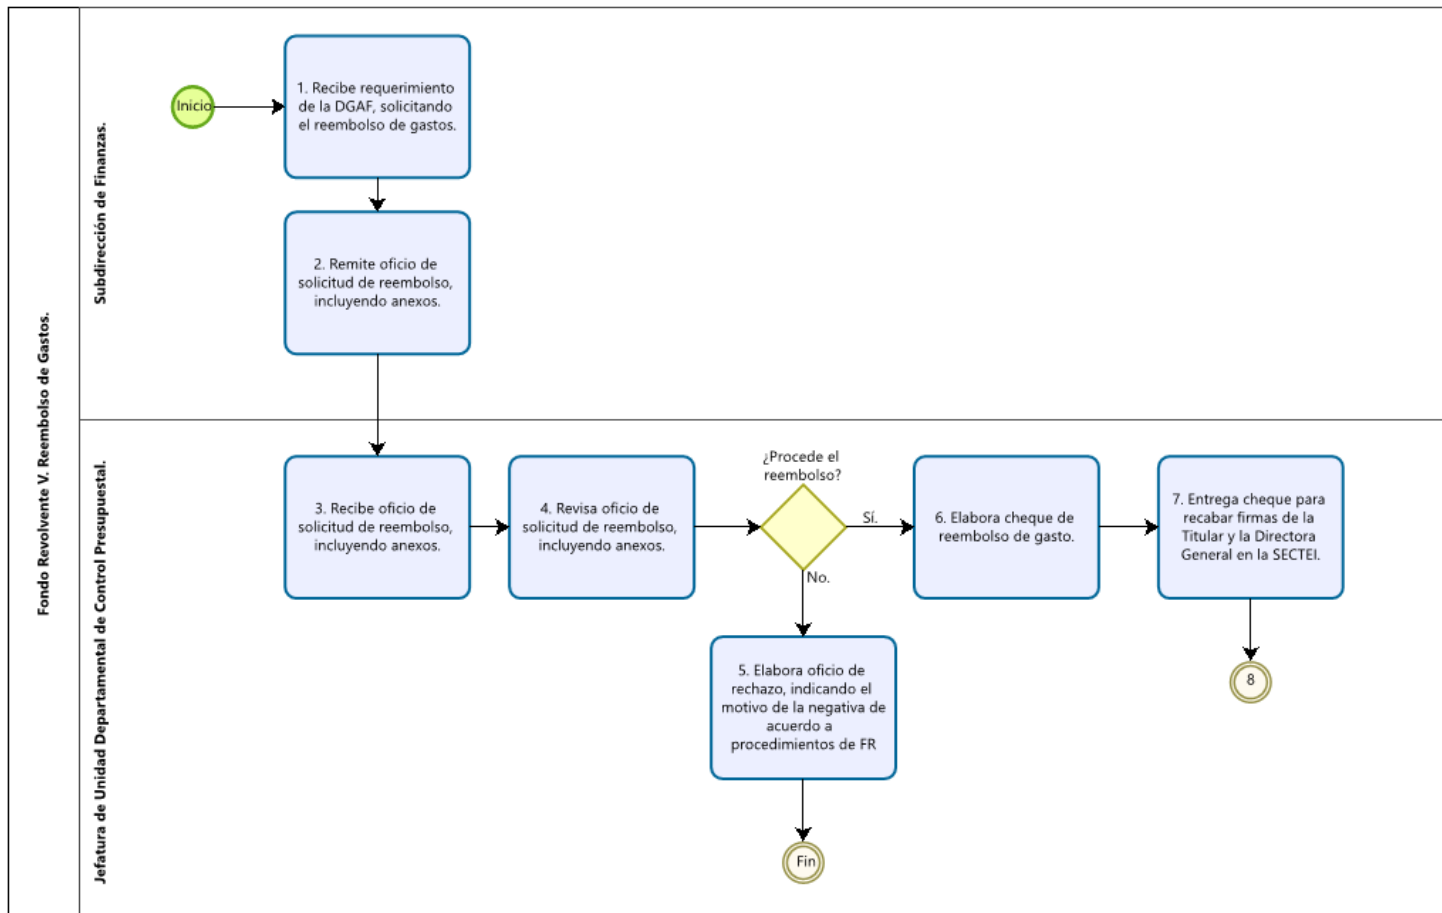 Fondo Revolvente V. Reembolso de Gastos.
Subdirección de Finanzas.
Inicio
1. Recibe requerimiento
de la DGAF, solicitando
el reembolso de gastos.
2. Remite oficio de
solicitud de reembolso,
incluyendo anexos.
Jefatura de Unidad Departamental de Control Presupuestal.
3. Recibe oficio de
solicitud de reembolso,
incluyendo anexos.
4. Revisa oficio de
solicitud de reembolso,
incluyendo anexos.
¿Procede el
reembolso?
Sí.
No.
6. Elabora cheque de
reembolso de gasto.
7. Entrega cheque para
recabar firmas de la
Titular y la Directora
General en la SECTEI.
5. Elabora oficio de
rechazo, indicando el
motivo de la negativa de
acuerdo a
procedimientos de FR
8
Fin